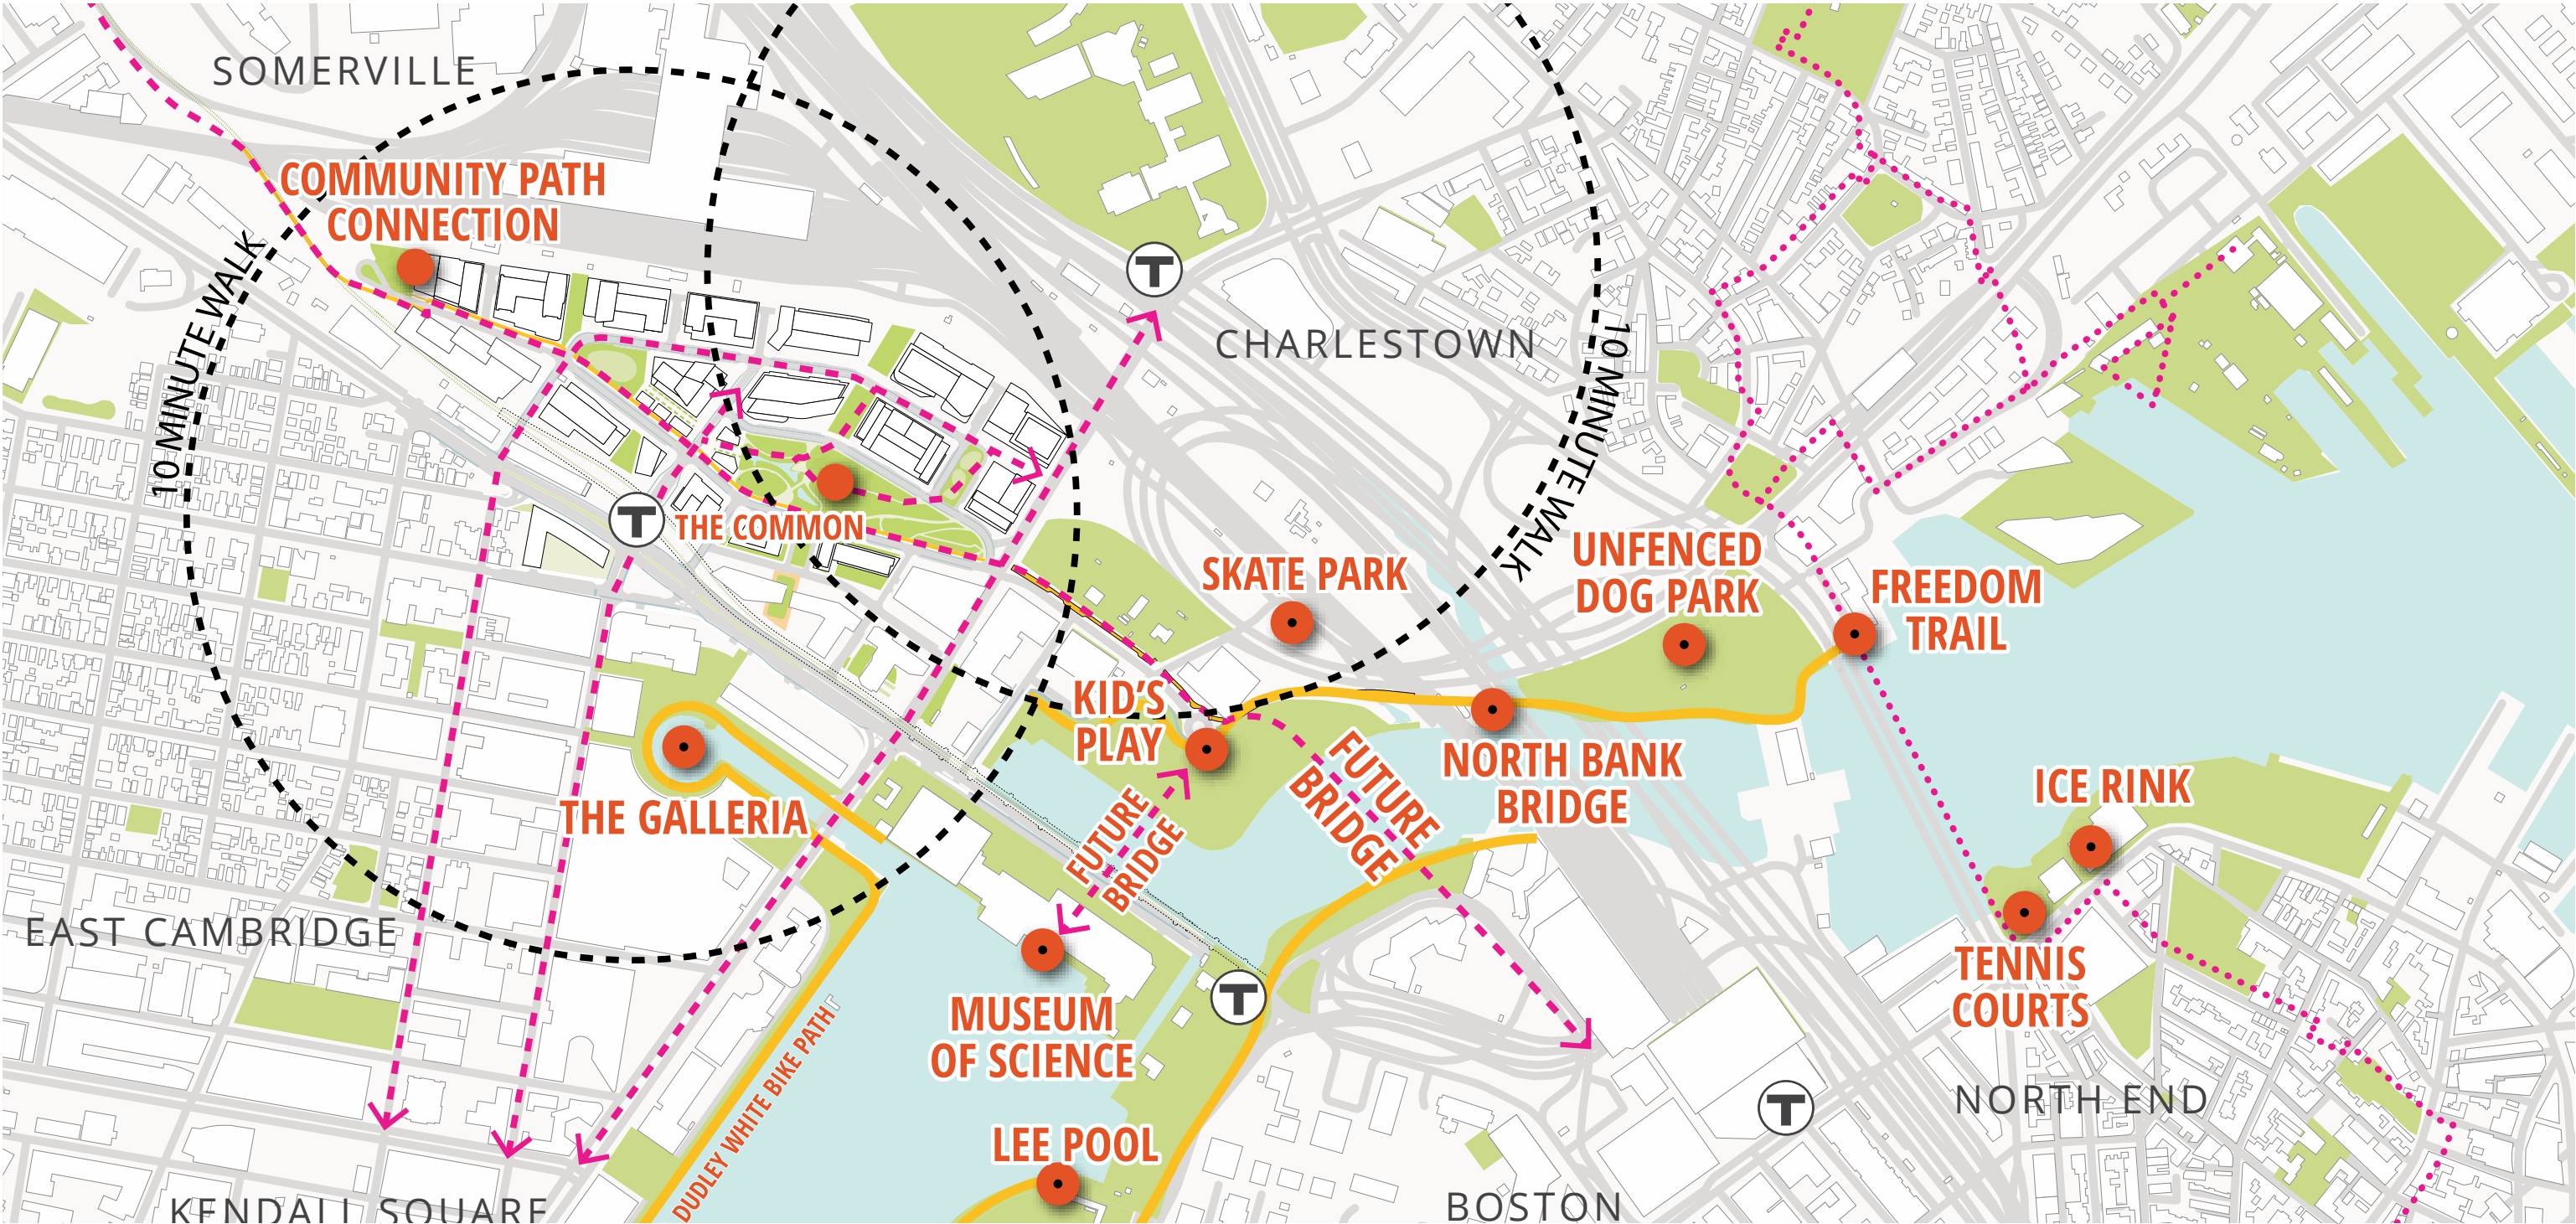 SOMERVILLE
COMMUNITY PATH
CONNECTION
10 MINUTE WALK
T
CHARLESTOWN
10 MINUTE WALK
T
THE COMMON
SKATE PARK
UNFENCED
DOG PARK
FREEDOM
TRAIL
KID'S
PLAY
FUTURE
BRIDGE
FUTURE
BRIDGE
NORTH BANK
BRIDGE
ICE RINK
THE GALLERIA
EAST CAMBRIDGE
MUSEUM
OF SCIENCE
T
TENNIS
COURTS
DUDLEY WHITE BIKE PATH
LEE POOL
T
NORTH END
KENDALL SQUARE
BOSTON